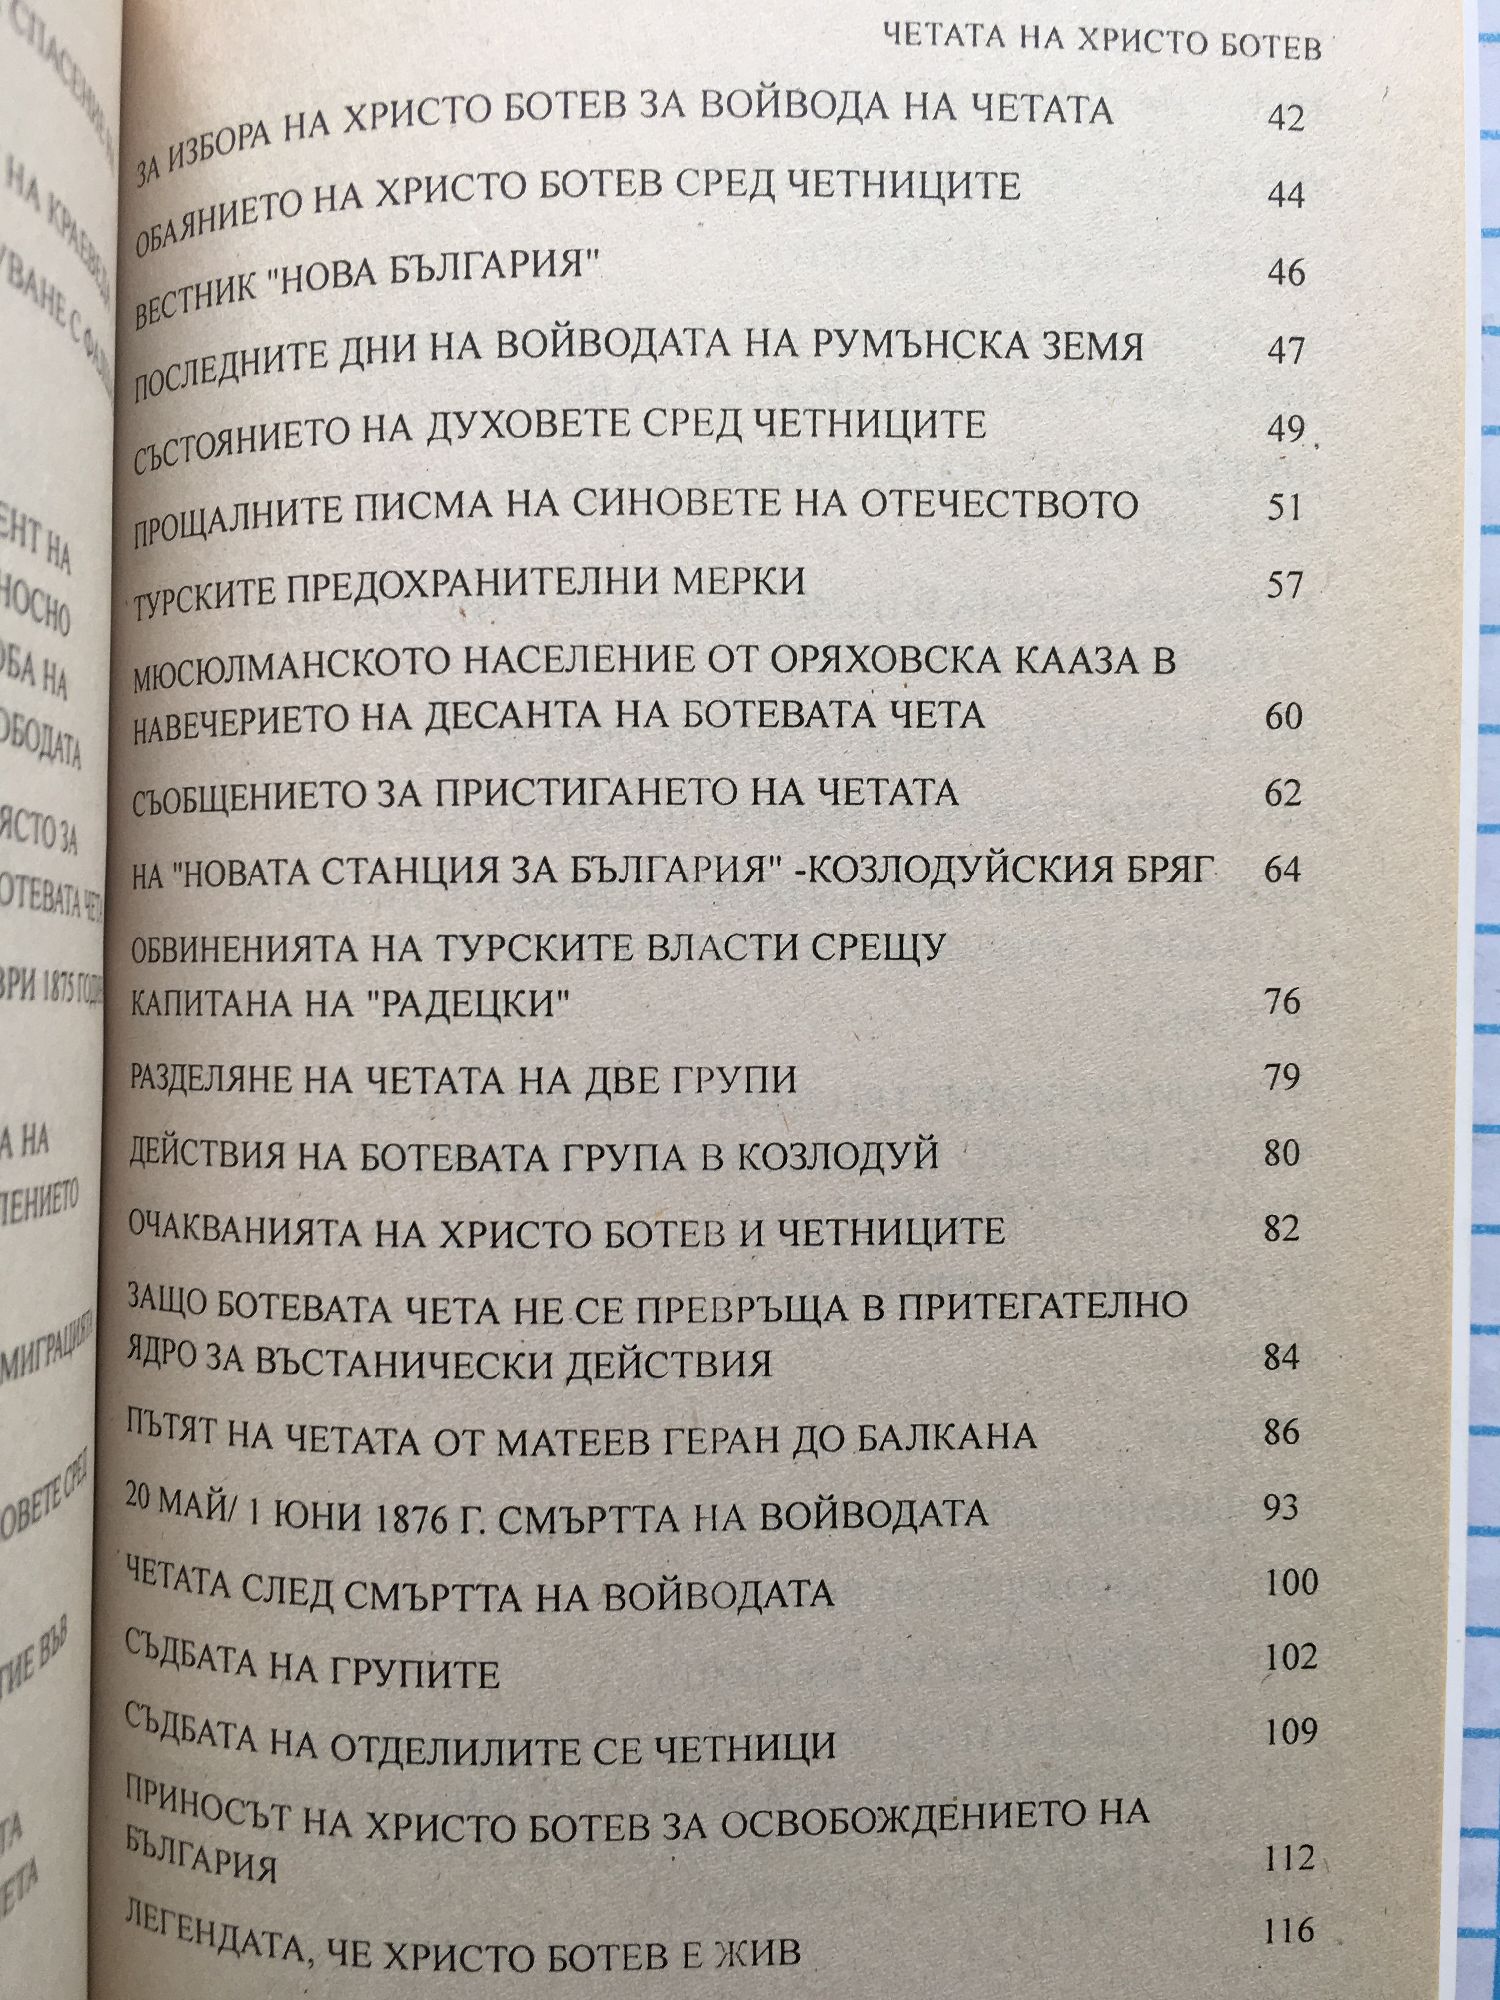 ЧЕТАТА НА ХРИСТО БОТЕВ
ЗА ИЗБОРА НА ХРИСТО БОТЕВ ЗА ВОЙВОДА НА ЧЕТАТА 42
ОБАЯНИЕТО НА ХРИСТО БОТЕВ СРЕД ЧЕТНИЦИТЕ 44
ВЕСТНИК "НОВА БЪЛГАРИЯ" 46
ПОСЛЕДНИТЕ ДНИ НА ВОЙВОДАТА НА РУМЪНСКА ЗЕМЯ 47
СЪСТОЯНИЕТО НА ДУХОВЕТЕ СРЕД ЧЕТНИЦИТЕ 49
ПРОЩАЛНИТЕ ПИСМА НА СИНОВЕТЕ НА ОТЕЧЕСТВОТО 51
ТУРСКИТЕ ПРЕДОХРАНИТЕЛНИ МЕРКИ 57
МЮСЮЛМАНСКОТО НАСЕЛЕНИЕ ОТ ОРЯХОВСКА КААЗА В
НАВЕЧЕРИЕТО НА ДЕСАНТА НА БОТЕВАТА ЧЕТА 60
СЪОБЩЕНИЕТО ЗА ПРИСТИГАНЕТО НА ЧЕТАТА 62
НА "НОВАТА СТАНЦИЯ ЗА БЪЛГАРИЯ" -КОЗЛОДУЙСКИЯ БРЯГ 64
ОБВИНЕНИЯТА НА ТУРСКИТЕ ВЛАСТИ СРЕЩУ
КАПИТАНА НА "РАДЕЦКИ" 76
РАЗДЕЛЯНЕ НА ЧЕТАТА НА ДВЕ ГРУПИ 79
ДЕЙСТВИЯ НА БОТЕВАТА ГРУПА В КОЗЛОДУЙ 80
ОЧАКВАНИЯТА НА ХРИСТО БОТЕВ И ЧЕТНИЦИТЕ 82
ЗАЩО БОТЕВАТА ЧЕТА НЕ СЕ ПРЕВРЪЩА В ПРИТЕГАТЕЛНО
ЯДРО ЗА ВЪСТАНИЧЕСКИ ДЕЙСТВИЯ 84
ПЪТЯТ НА ЧЕТАТА ОТ МАТЕЕВ ГЕРАН ДО БАЛКАНА 86
20 МАЙ/ 1 ЮНИ 1876 Г. СМЪРТТА НА ВОЙВОДАТА 93
ЧЕТАТА СЛЕД СМЪРТТА НА ВОЙВОДАТА 100
СЪДБАТА НА ГРУПИТЕ 102
СЪДБАТА НА ОТДЕЛИЛИТЕ СЕ ЧЕТНИЦИ 109
ПРИНОСЪТ НА ХРИСТО БОТЕВ ЗА ОСВОБОЖДЕНИЕТО НА
БЪЛГАРИЯ 112
ЛЕГЕНДАТА, ЧЕ ХРИСТО БОТЕВ Е ЖИВ 116